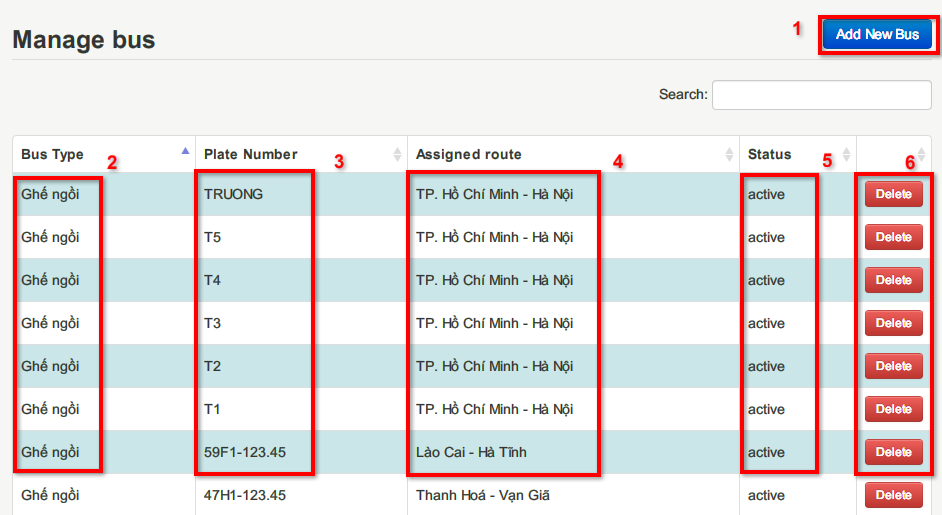 Manage bus 1 Add New Bus
Search:
Bus Type 2 Plate Number 3 Assigned route 4 Status 5 6
Ghế ngồi TRUONG TP. Hồ Chí Minh - Hà Nội active Delete
Ghế ngồi T5 TP. Hồ Chí Minh - Hà Nội active Delete
Ghế ngồi T4 TP. Hồ Chí Minh - Hà Nội active Delete
Ghế ngồi T3 TP. Hồ Chí Minh - Hà Nội active Delete
Ghế ngồi T2 TP. Hồ Chí Minh - Hà Nội active Delete
Ghế ngồi T1 TP. Hồ Chí Minh - Hà Nội active Delete
Ghế ngồi 59F1-123.45 Lào Cai - Hà Tĩnh active Delete
Ghế ngồi 47H1-123.45 Thanh Hoá - Vạn Giã active Delete